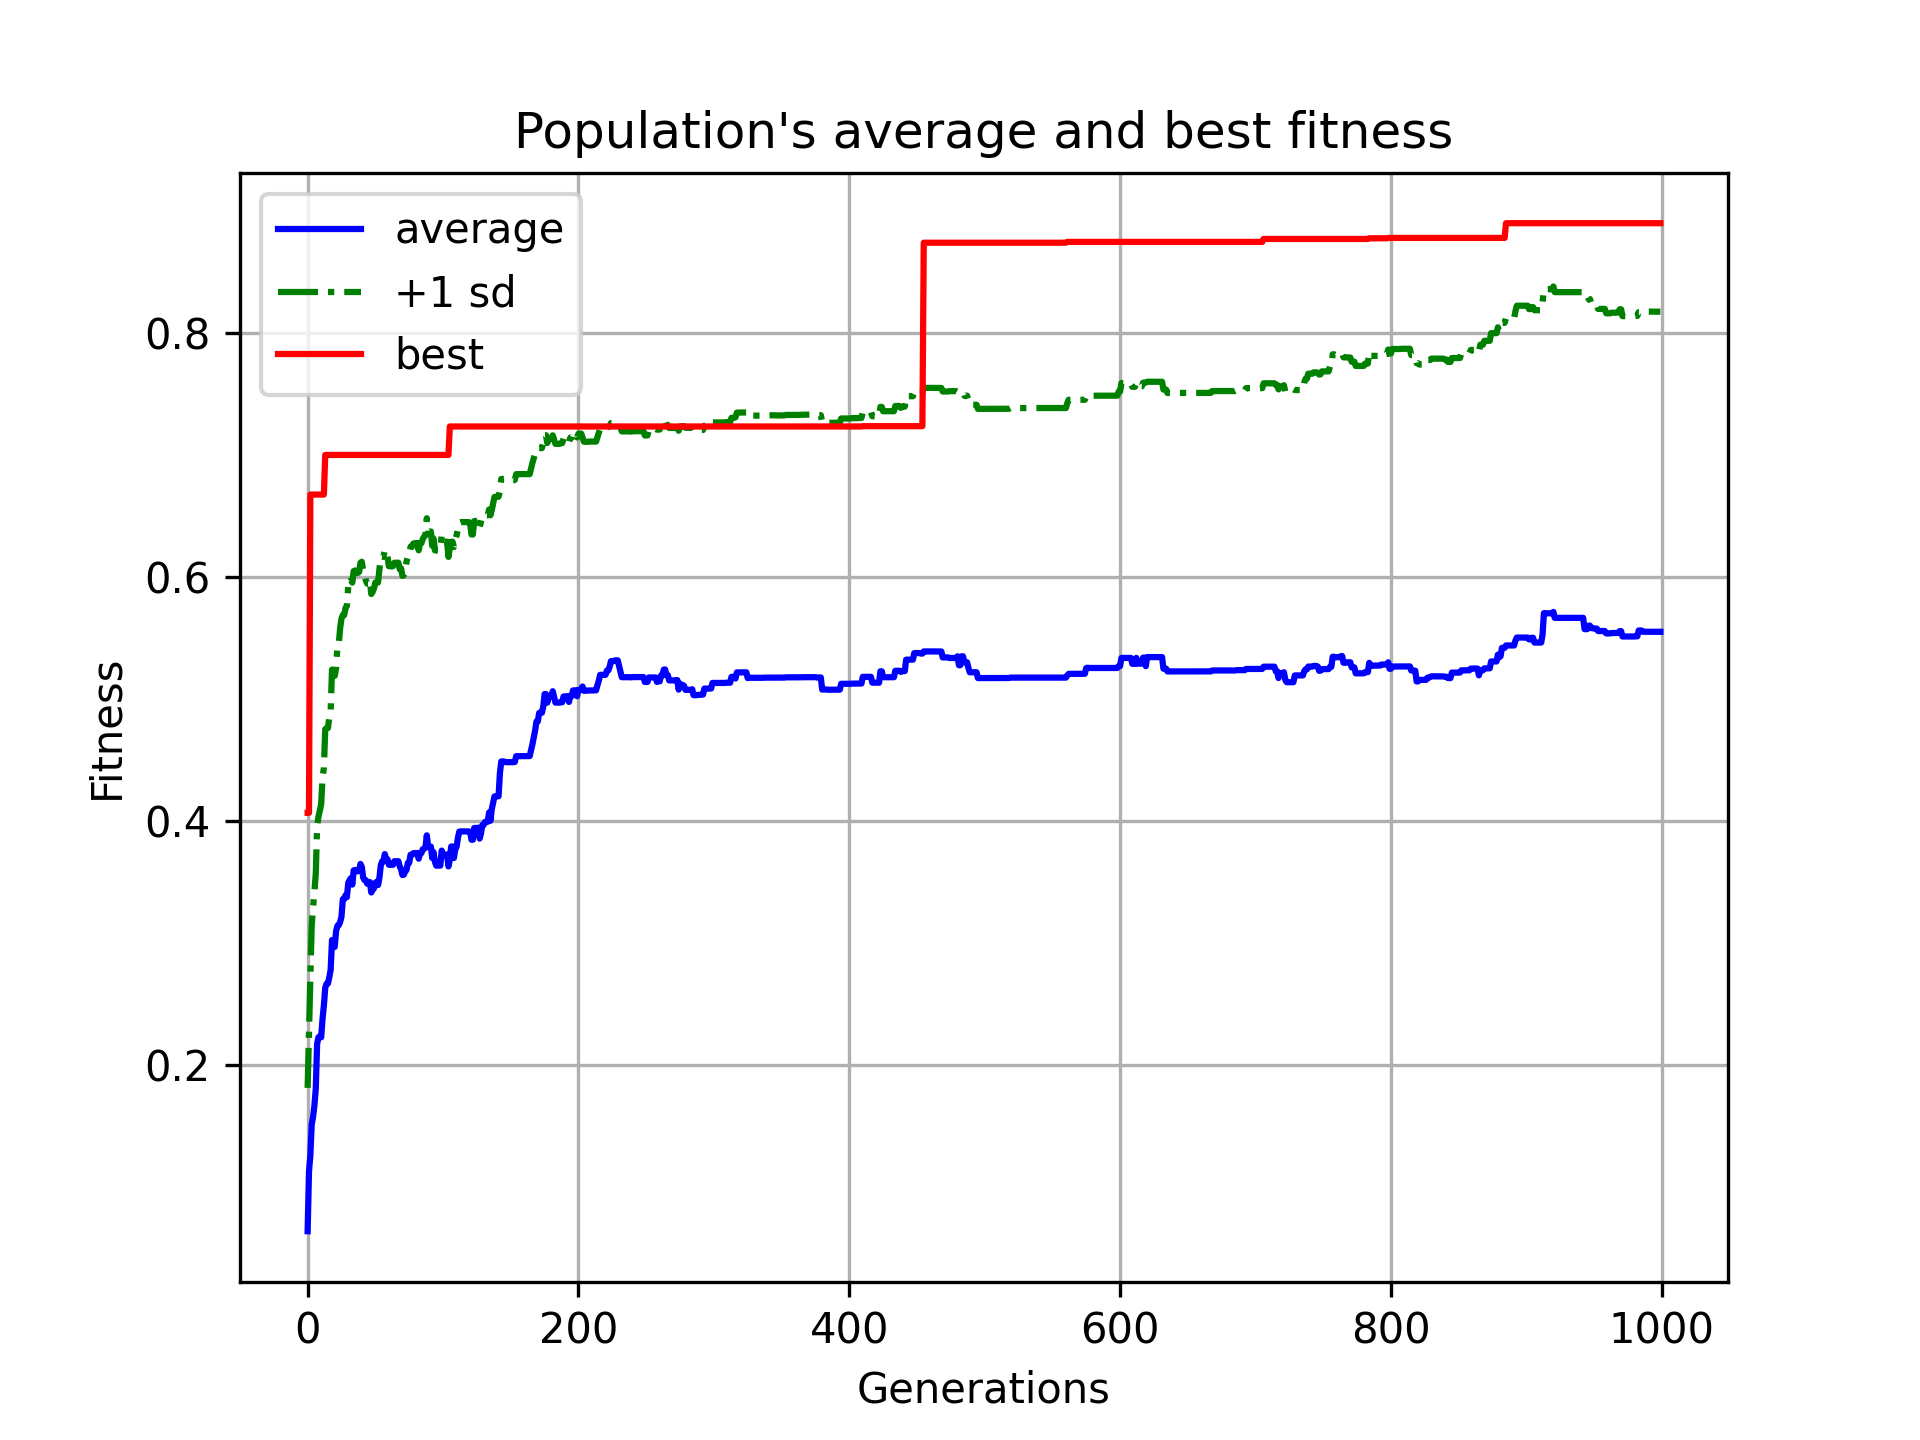 Population's average and best fitness
average
+1 sd
best
Fitness
0.8
0.6
0.4
0.2
0 200 400 600 800 1000
Generations